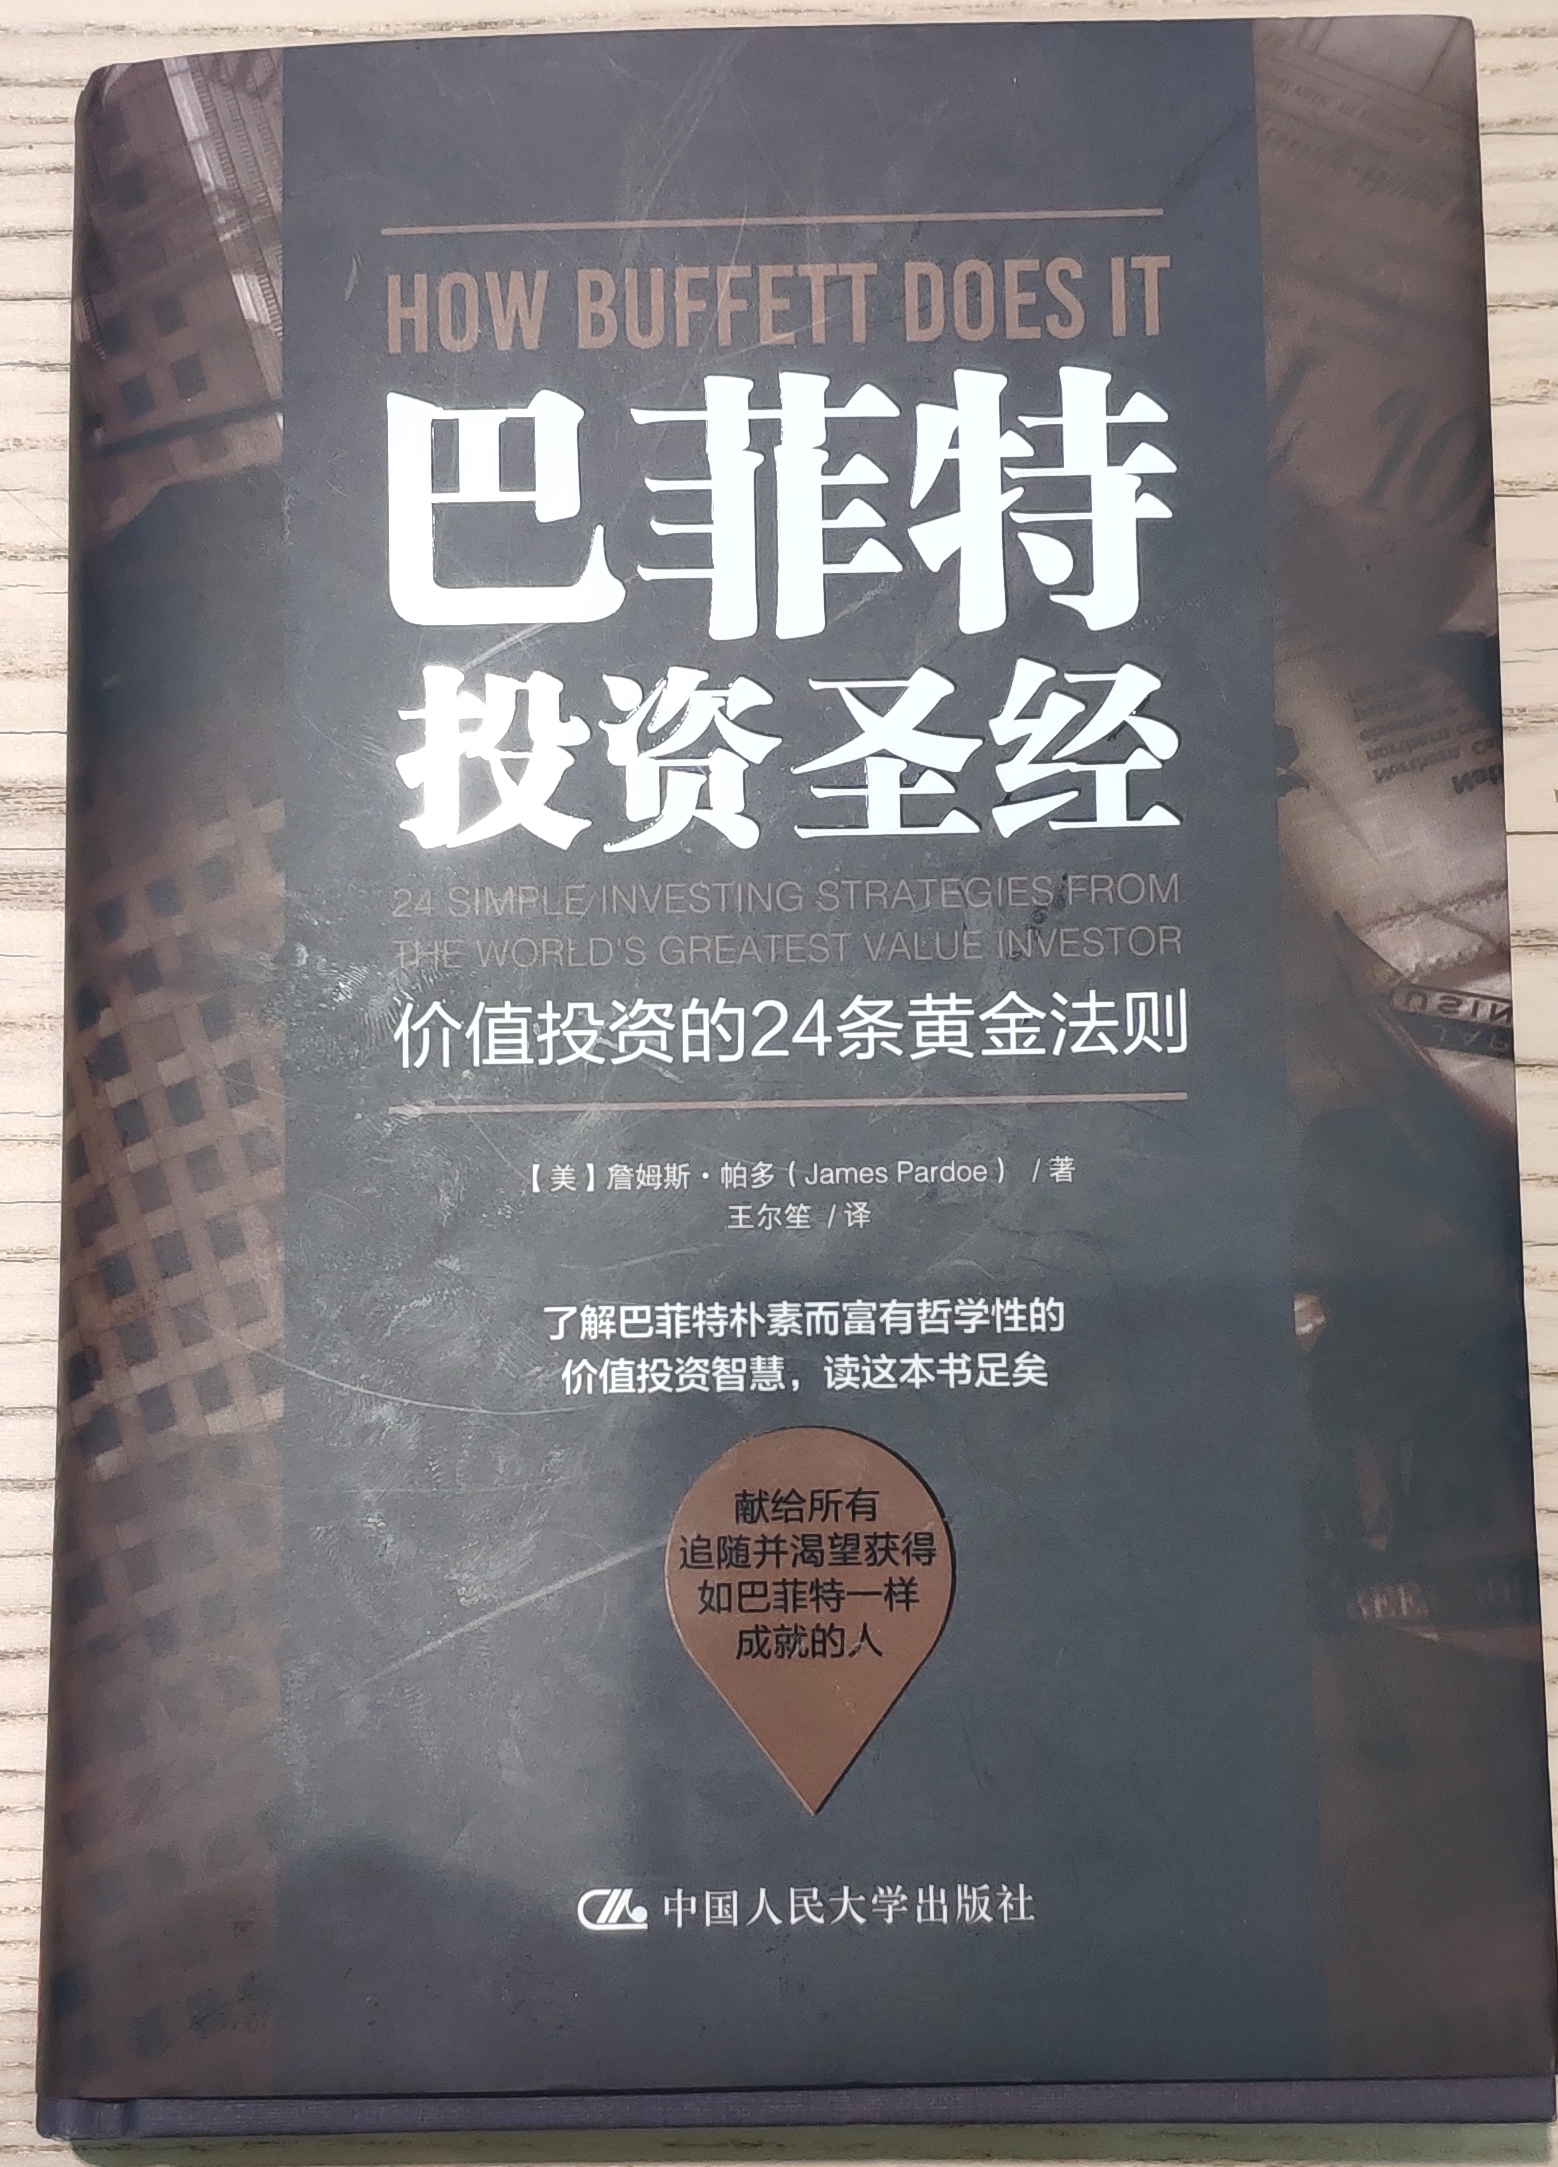 HOW BUFFETT DOES IT
巴菲特
投资圣经
24 SIMPLE INVESTING STRATEGIES FROM
THE WORLD'S GREATEST VALUE INVESTOR
价值投资的24条黄金法则
【美】詹姆斯·帕多(James Pardoe) /著
王尔笙 /译
了解巴菲特朴素而富有哲学性的
价值投资智慧，读这本书足矣
献给所有
追随并渴望获得
如巴菲特一样
成就的人
中国人民大学出版社